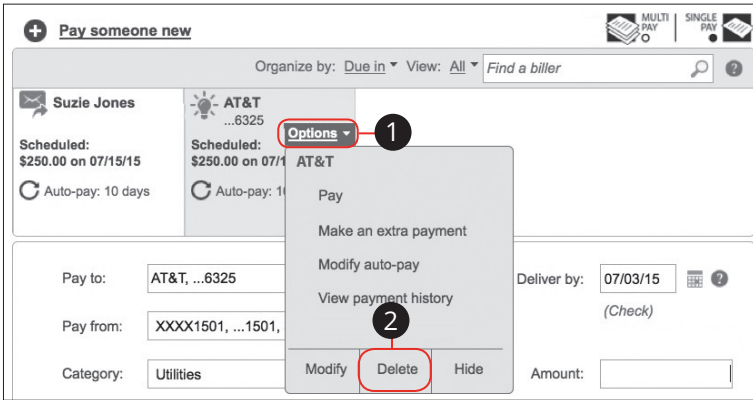 Pay someone new
MULTI PAY
SINGLE PAY
Organize by: Due in View: All Find a biller ?
Suzie Jones
Scheduled:
$250.00 on 07/15/15
Auto-pay: 10 days
AT&T
...6325
Scheduled:
$250.00 on 07/1
Auto-pay: 1
Options
1
AT&T
Pay
Make an extra payment
Modify auto-pay
View payment history
2
Modify Delete Hide
Pay to: AT&T, ...6325
Deliver by: 07/03/15 ?
(Check)
Pay from: XXXX1501, ...1501,
Category: Utilities
Amount: